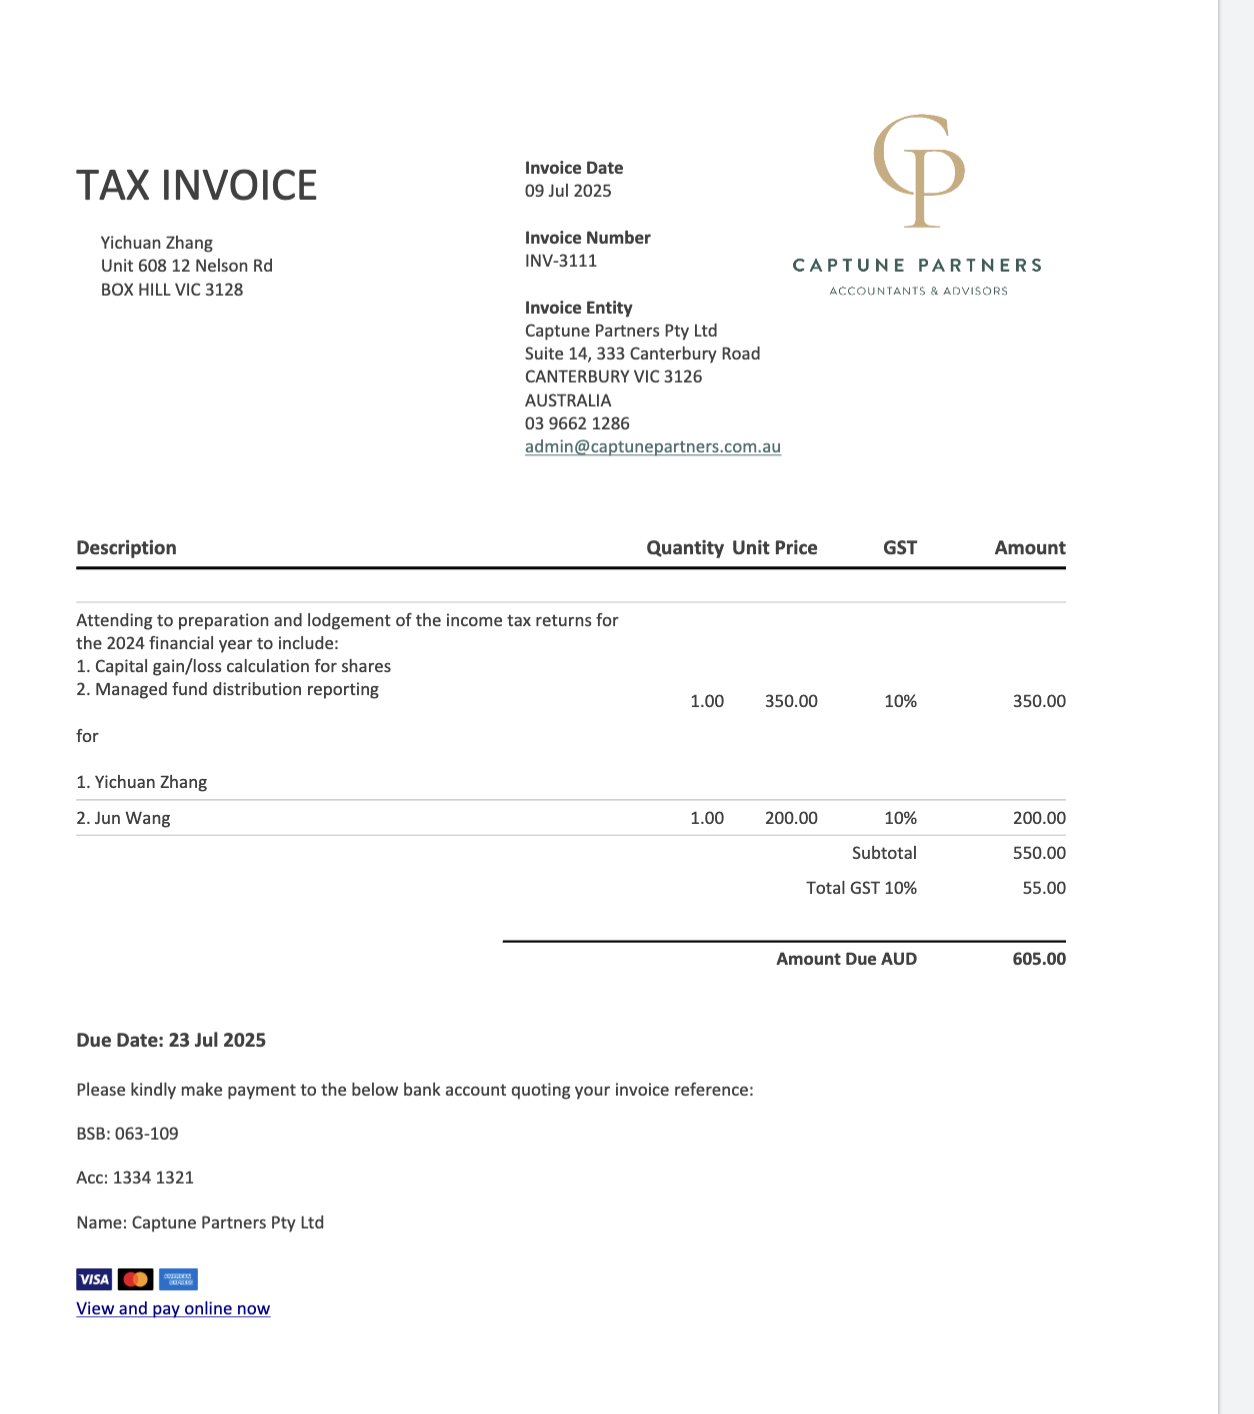 TAX INVOICE
Yichuan Zhang
Unit 608 12 Nelson Rd
BOX HILL VIC 3128
Invoice Date
09 Jul 2025
Invoice Number
INV-3111
Invoice Entity
Captune Partners Pty Ltd
Suite 14, 333 Canterbury Road
CANTERBURY VIC 3126
AUSTRALIA
03 9662 1286
admin@captunepartners.com.au
CP
CAPTUNE PARTNERS
ACCOUNTANTS & ADVISORS
Description Quantity Unit Price GST Amount
Attending to preparation and lodgement of the income tax returns for
the 2024 financial year to include:
1. Capital gain/loss calculation for shares
2. Managed fund distribution reporting
1.00 350.00 10% 350.00
for
1. Yichuan Zhang
2. Jun Wang 1.00 200.00 10% 200.00
Subtotal 550.00
Total GST 10% 55.00
Amount Due AUD 605.00
Due Date: 23 Jul 2025
Please kindly make payment to the below bank account quoting your invoice reference:
BSB: 063-109
Acc: 1334 1321
Name: Captune Partners Pty Ltd
VISA AMERICAN EXPRESS
View and pay online now